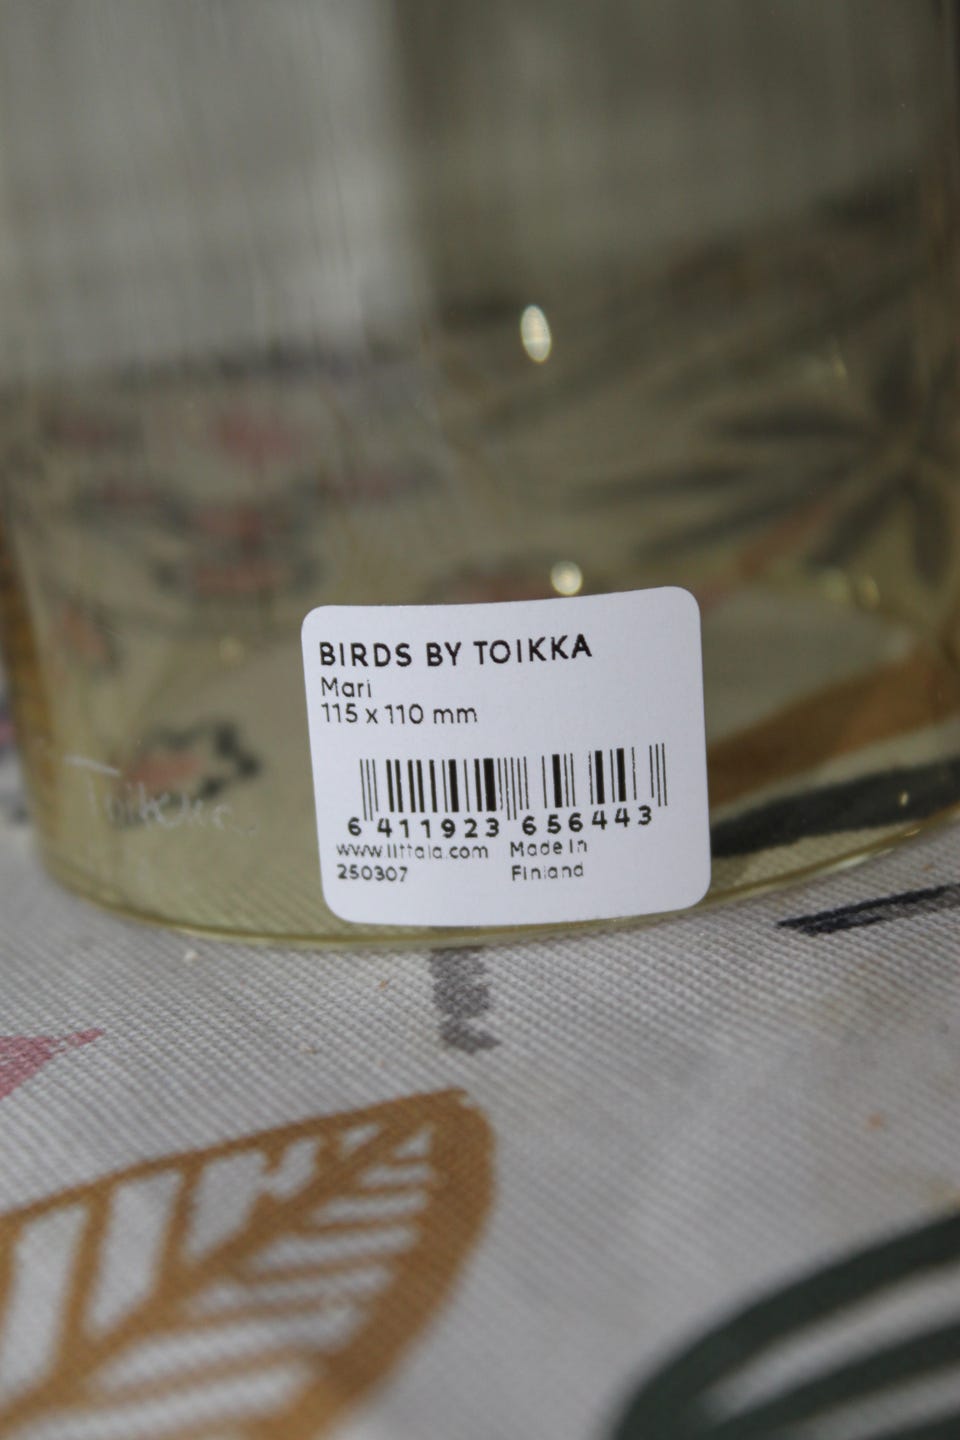 BIRDS BY TOIKKA
Mari
115 x 110 mm
6 411923 656443
www.iittala.com Made in
250307 Finland